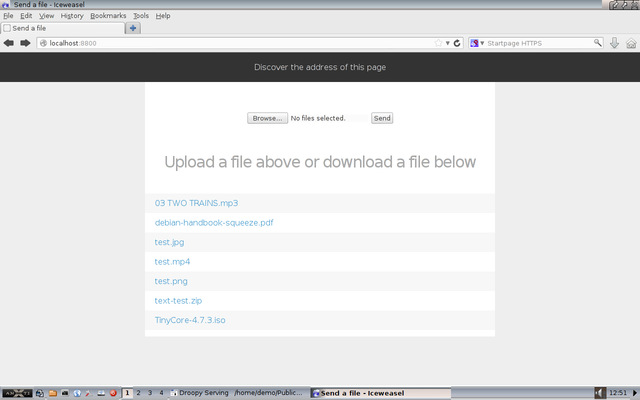 Send a file - Iceweasel
File Edit View History Bookmarks Tools Help
Send a file
localhost:8800
Startpage HTTPS
Discover the address of this page
Browse... No files selected. Send
Upload a file above or download a file below
03 TWO TRAINS.mp3
debian-handbook-squeeze.pdf
test.jpg
test.mp4
test.png
text-test.zip
TinyCore-4.7.3.iso
1 2 3 4 Droopy Serving /home/demo/Public... Send a file - Iceweasel 12:51